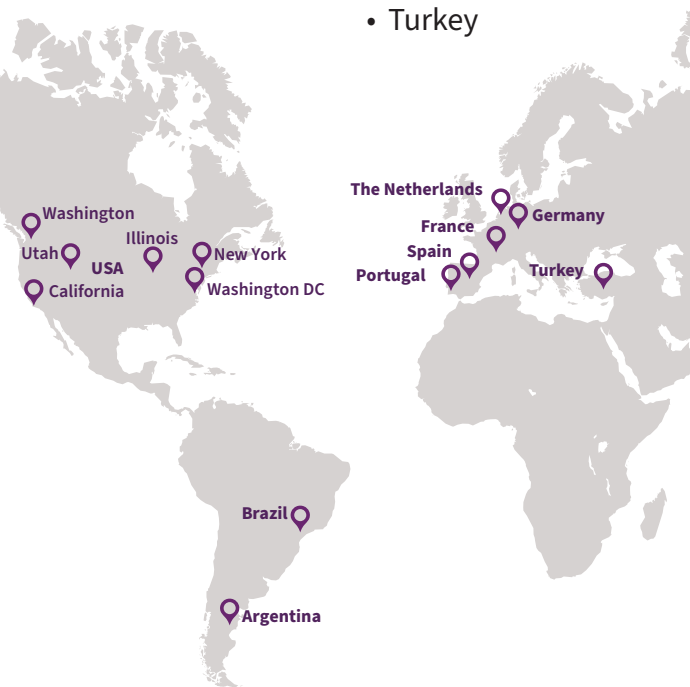 • Turkey
The Netherlands
Washington
Germany
France
Illinois
Spain
Utah
New York
USA
Turkey
Portugal
California
Washington DC
Brazil
Argentina